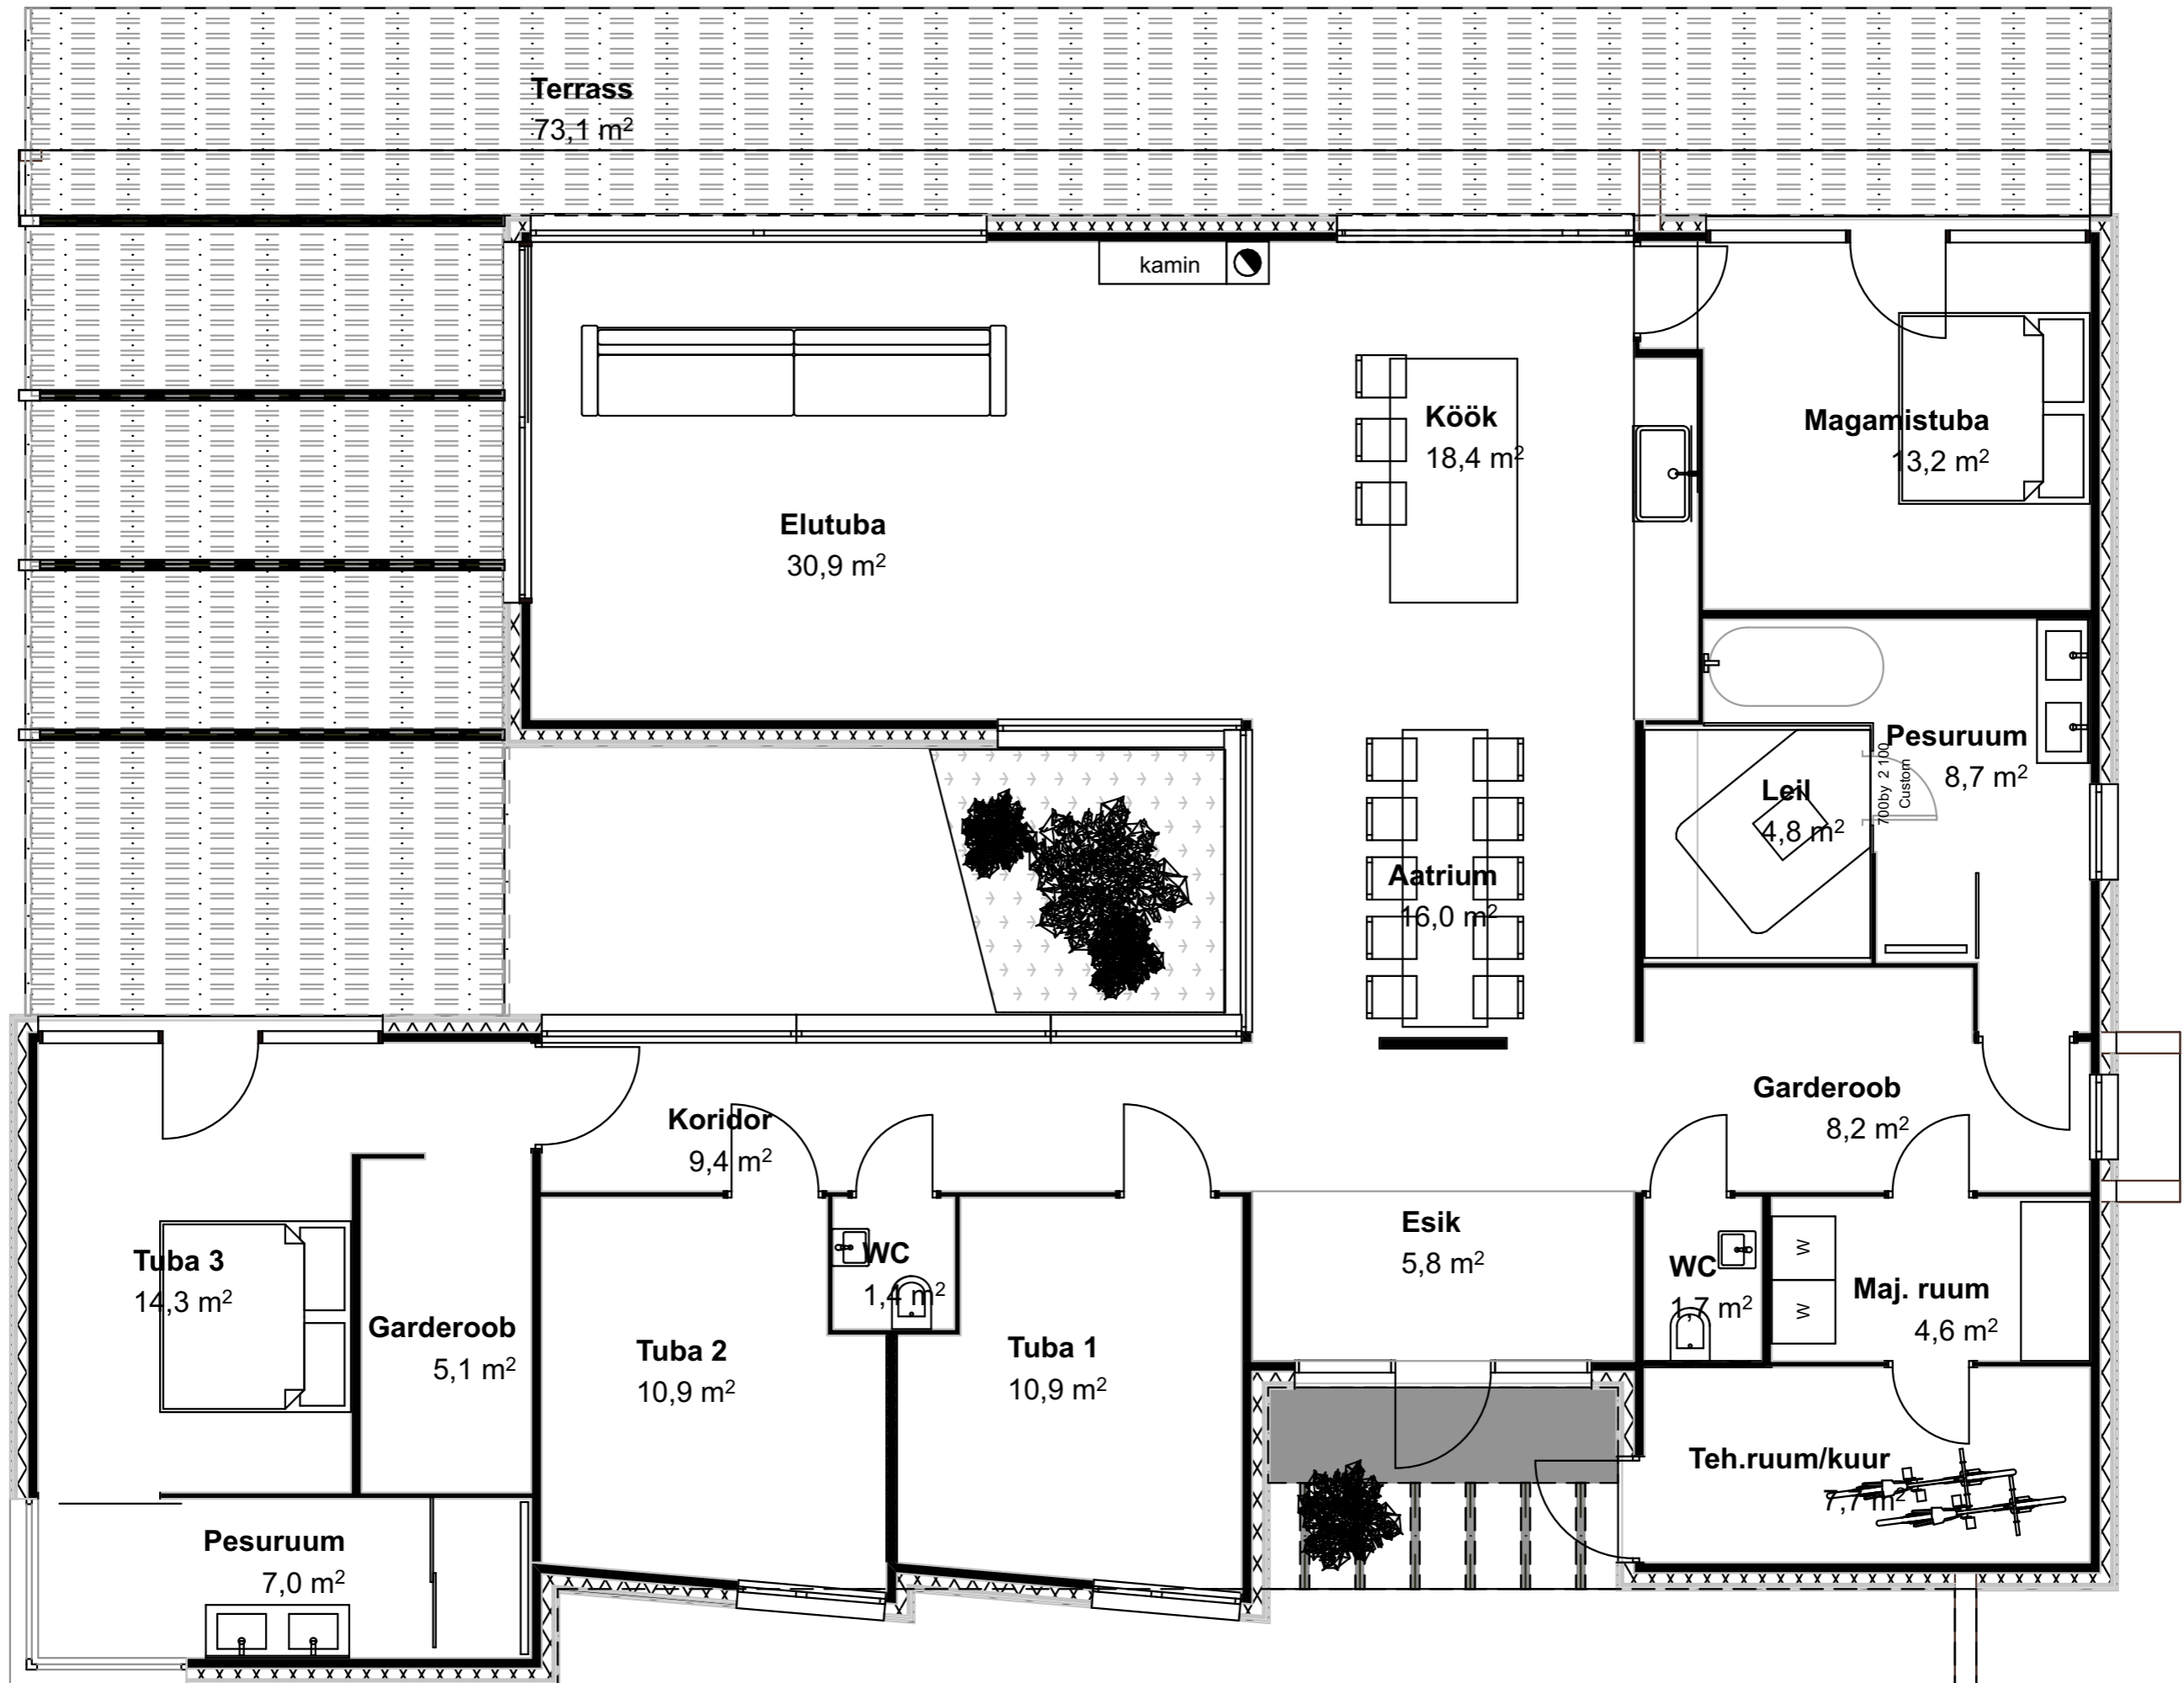 Terrass
73,1 m²
kamin
Köök
18,4 m²
Magamistuba
13,2 m²
Elutuba
30,9 m²
Pesuruum
8,7 m²
700by 2 100
Custom
Leil
4,8 m²
Aatrium
16,0 m²
Garderoob
8,2 m²
Koridor
9,4 m²
Esik
5,8 m²
Tuba 3
14,3 m²
WC
1,4 m²
WC
1,7 m²
W
W
Maj. ruum
4,6 m²
Garderoob
5,1 m²
Tuba 2
10,9 m²
Tuba 1
10,9 m²
Teh.ruum/kuur
7,7 m²
Pesuruum
7,0 m²